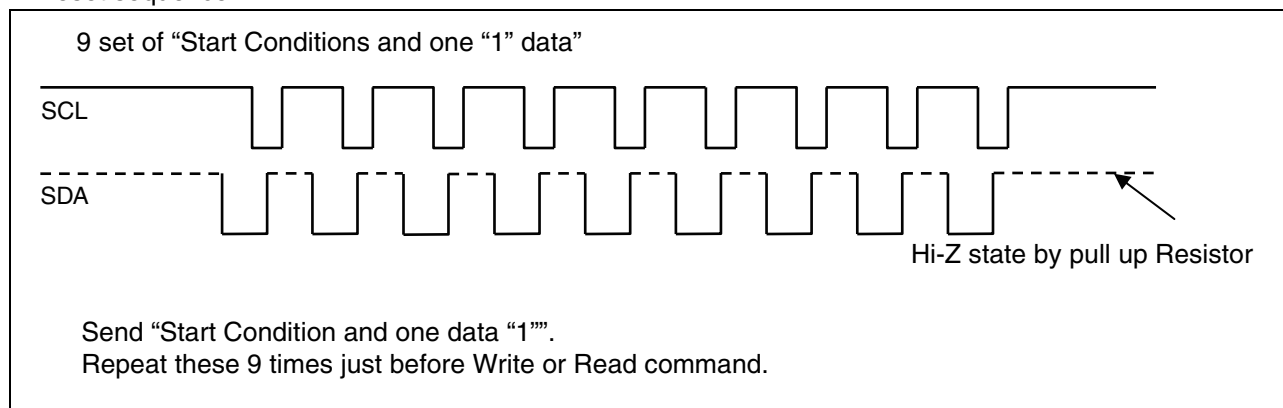 9 set of “Start Conditions and one “1” data”
SCL
SDA
Hi-Z state by pull up Resistor
Send “Start Condition and one data “1””.
Repeat these 9 times just before Write or Read command.